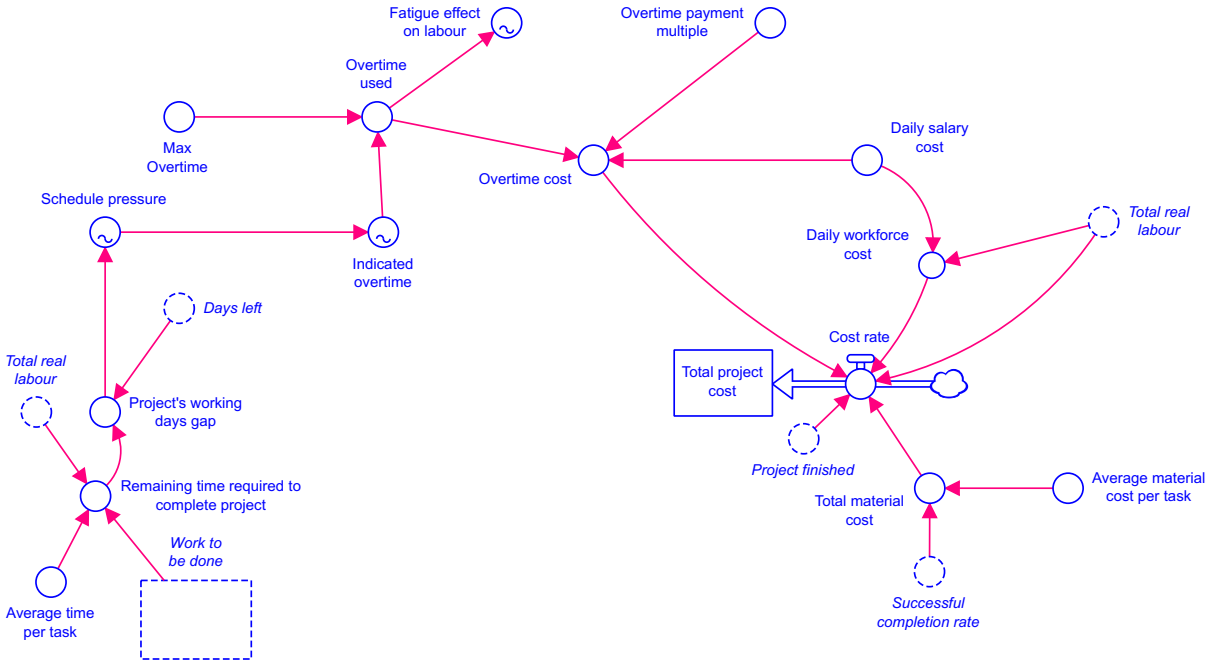 Fatigue effect
on labour
Overtime payment
multiple
Overtime
used
Max
Overtime
Daily salary
cost
Overtime cost
Schedule pressure
Total real
labour
Daily workforce
cost
Indicated
overtime
Days left
Cost rate
Total real
labour
Total project
cost
Project's working
days gap
Project finished
Remaining time required to
complete project
Average material
cost per task
Total material
cost
Work to
be done
Average time
per task
Successful
completion rate